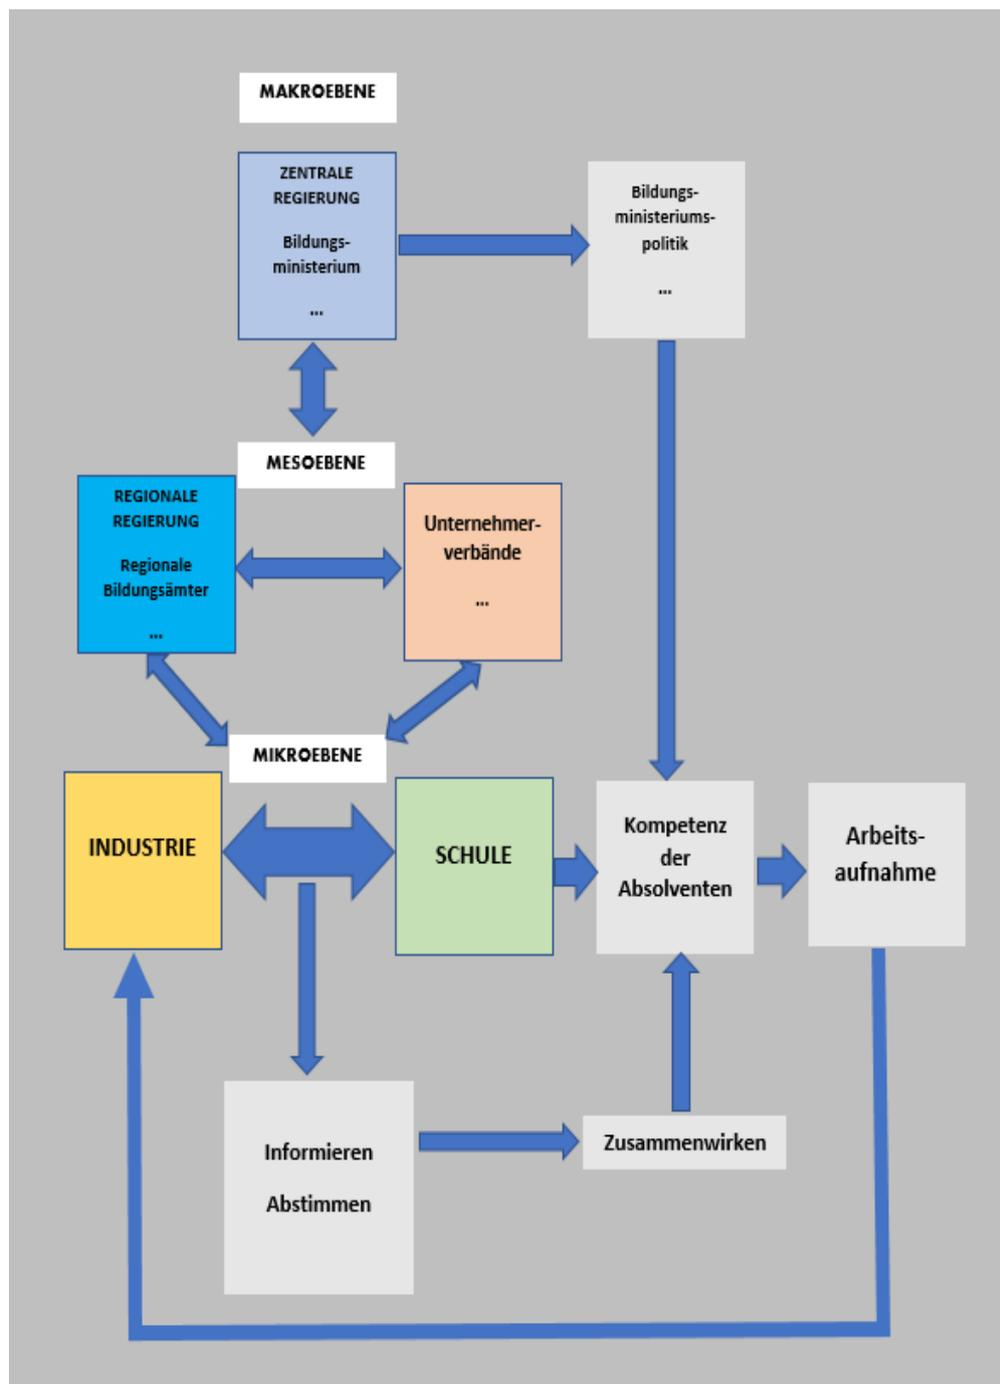 MAKROEBENE
ZENTRALE
REGIERUNG
Bildungs-
ministerium
...
Bildungs-
ministeriums-
politik
...
MESOEBENE
REGIONALE
REGIERUNG
Regionale
Bildungsämter
...
Unternehmer-
verbände
...
MIKROEBENE
INDUSTRIE
SCHULE
Kompetenz
der
Absolventen
Arbeits-
aufnahme
Informieren
Abstimmen
Zusammenwirken